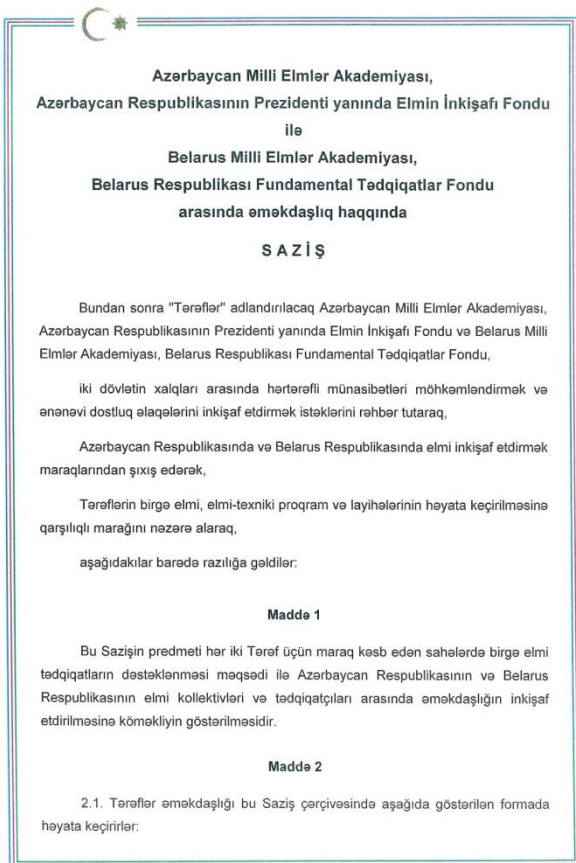 Azərbaycan Milli Elmlər Akademiyası,
Azərbaycan Respublikasının Prezidenti yanında Elmin İnkişafı Fondu
ilə
Belarus Milli Elmlər Akademiyası,
Belarus Respublikası Fundamental Tədqiqatlar Fondu
arasında əməkdaşlıq haqqında
S A Z İ Ş
Bundan sonra "Tərəflər" adlandırılacaq Azərbaycan Milli Elmlər Akademiyası,
Azərbaycan Respublikasının Prezidenti yanında Elmin İnkişafı Fondu və Belarus Milli
Elmlər Akademiyası, Belarus Respublikası Fundamental Tədqiqatlar Fondu,
iki dövlətin xalqları arasında hərtərəfli münasibətləri möhkəmləndirmək və
ənənəvi dostluq əlaqələrini inkişaf etdirmək istəklərini rəhbər tutaraq,
Azərbaycan Respublikasında və Belarus Respublikasında elmi inkişaf etdirmək
maraqlarından şıxış edərək,
Tərəflərin birgə elmi, elmi-texniki proqram və layihələrinin həyata keçirilməsinə
qarşılıqlı marağını nəzərə alaraq,
aşağıdakılar barədə razılığa gəldilər:
Maddə 1
Bu Sazişin predmeti hər iki Tərəf üçün maraq kəsb edən sahələrdə birgə elmi
tədqiqatların dəstəklənməsi məqsədi ilə Azərbaycan Respublikasının və Belarus
Respublikasının elmi kollektivləri və tədqiqatçıları arasında əməkdaşlığın inkişaf
etdirilməsinə köməkliyin göstərilməsidir.
Maddə 2
2.1. Tərəflər əməkdaşlığı bu Saziş çərçivəsində aşağıda göstərilən formada
həyata keçirirlər: